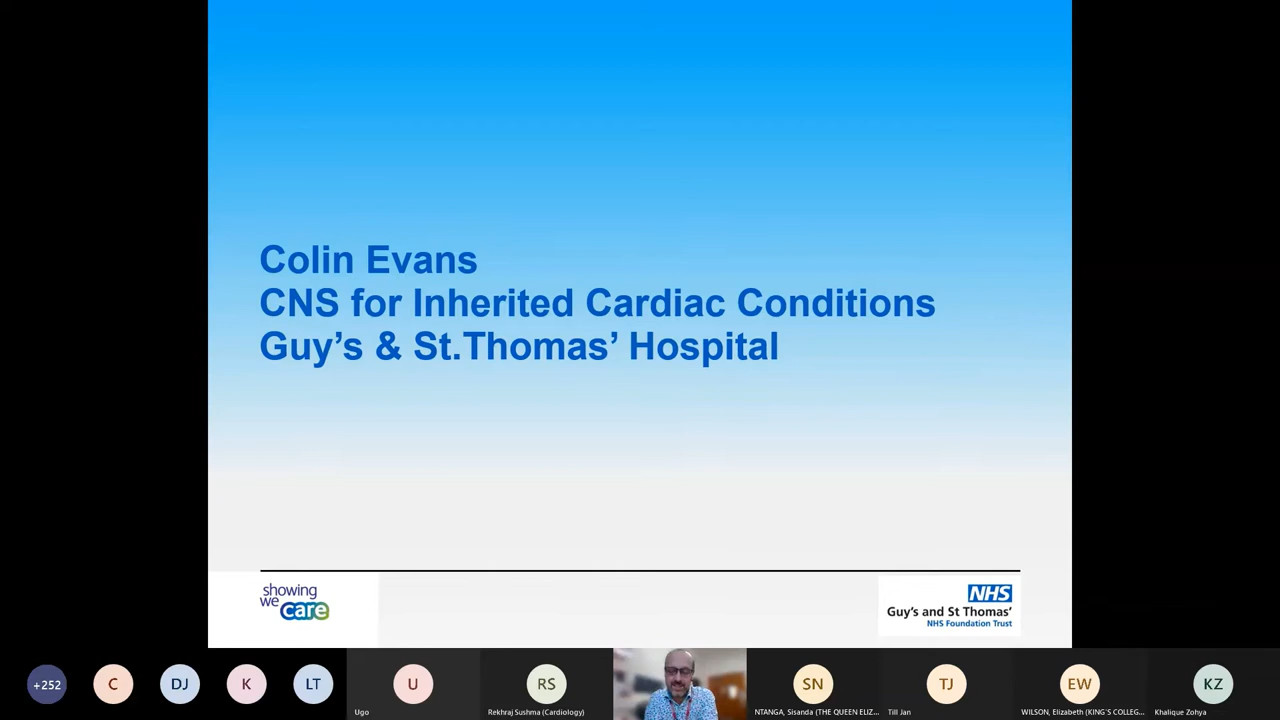 Colin Evans
CNS for Inherited Cardiac Conditions
Guy’s & St.Thomas’ Hospital
showing
we care
NHS
Guy's and St Thomas'
NHS Foundation Trust
+252
C
DJ
K
LT
U
RS
SN
TJ
EW
KZ
Ugo
Rekhraj Sushma (Cardiology)
NTANGA, Sisanda (THE QUEEN ELIZ...
Till Jan
WILSON, Elizabeth (KING'S COLLEG...
Khalique Zohya